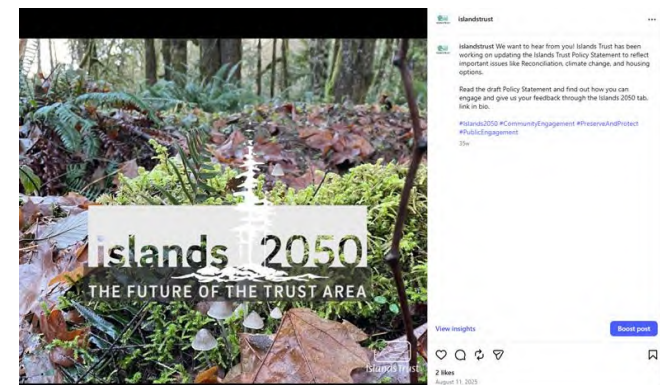 islands 2050
THE FUTURE OF THE TRUST AREA
Islands Trust
islandstrust
islandstrust We want to hear from you! Islands Trust has been
working on updating the Islands Trust Policy Statement to reflect
important issues like Reconciliation, climate change, and housing
options.
Read the draft Policy Statement and find out how you can
engage and give us your feedback through the Islands 2050 tab,
link in bio.
#Islands2050 #CommunityEngagement #PreserveAndProtect
#PublicEngagement
35w
View insights
Boost post
2 likes
August 11, 2025